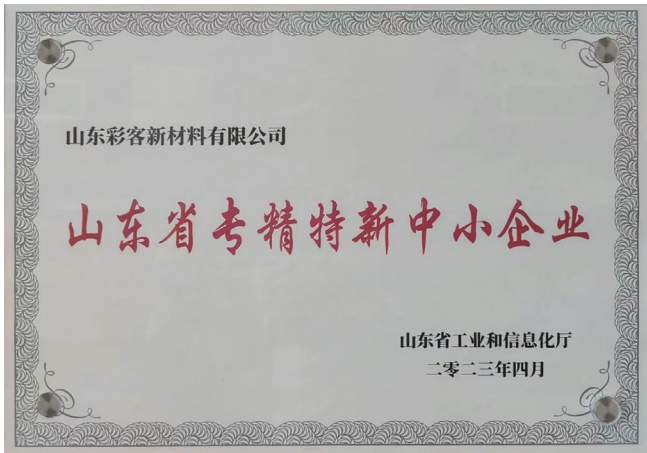 山东彩客新材料有限公司
山东省专精特新中小企业
山东省工业和信息化厅
二零二三年四月